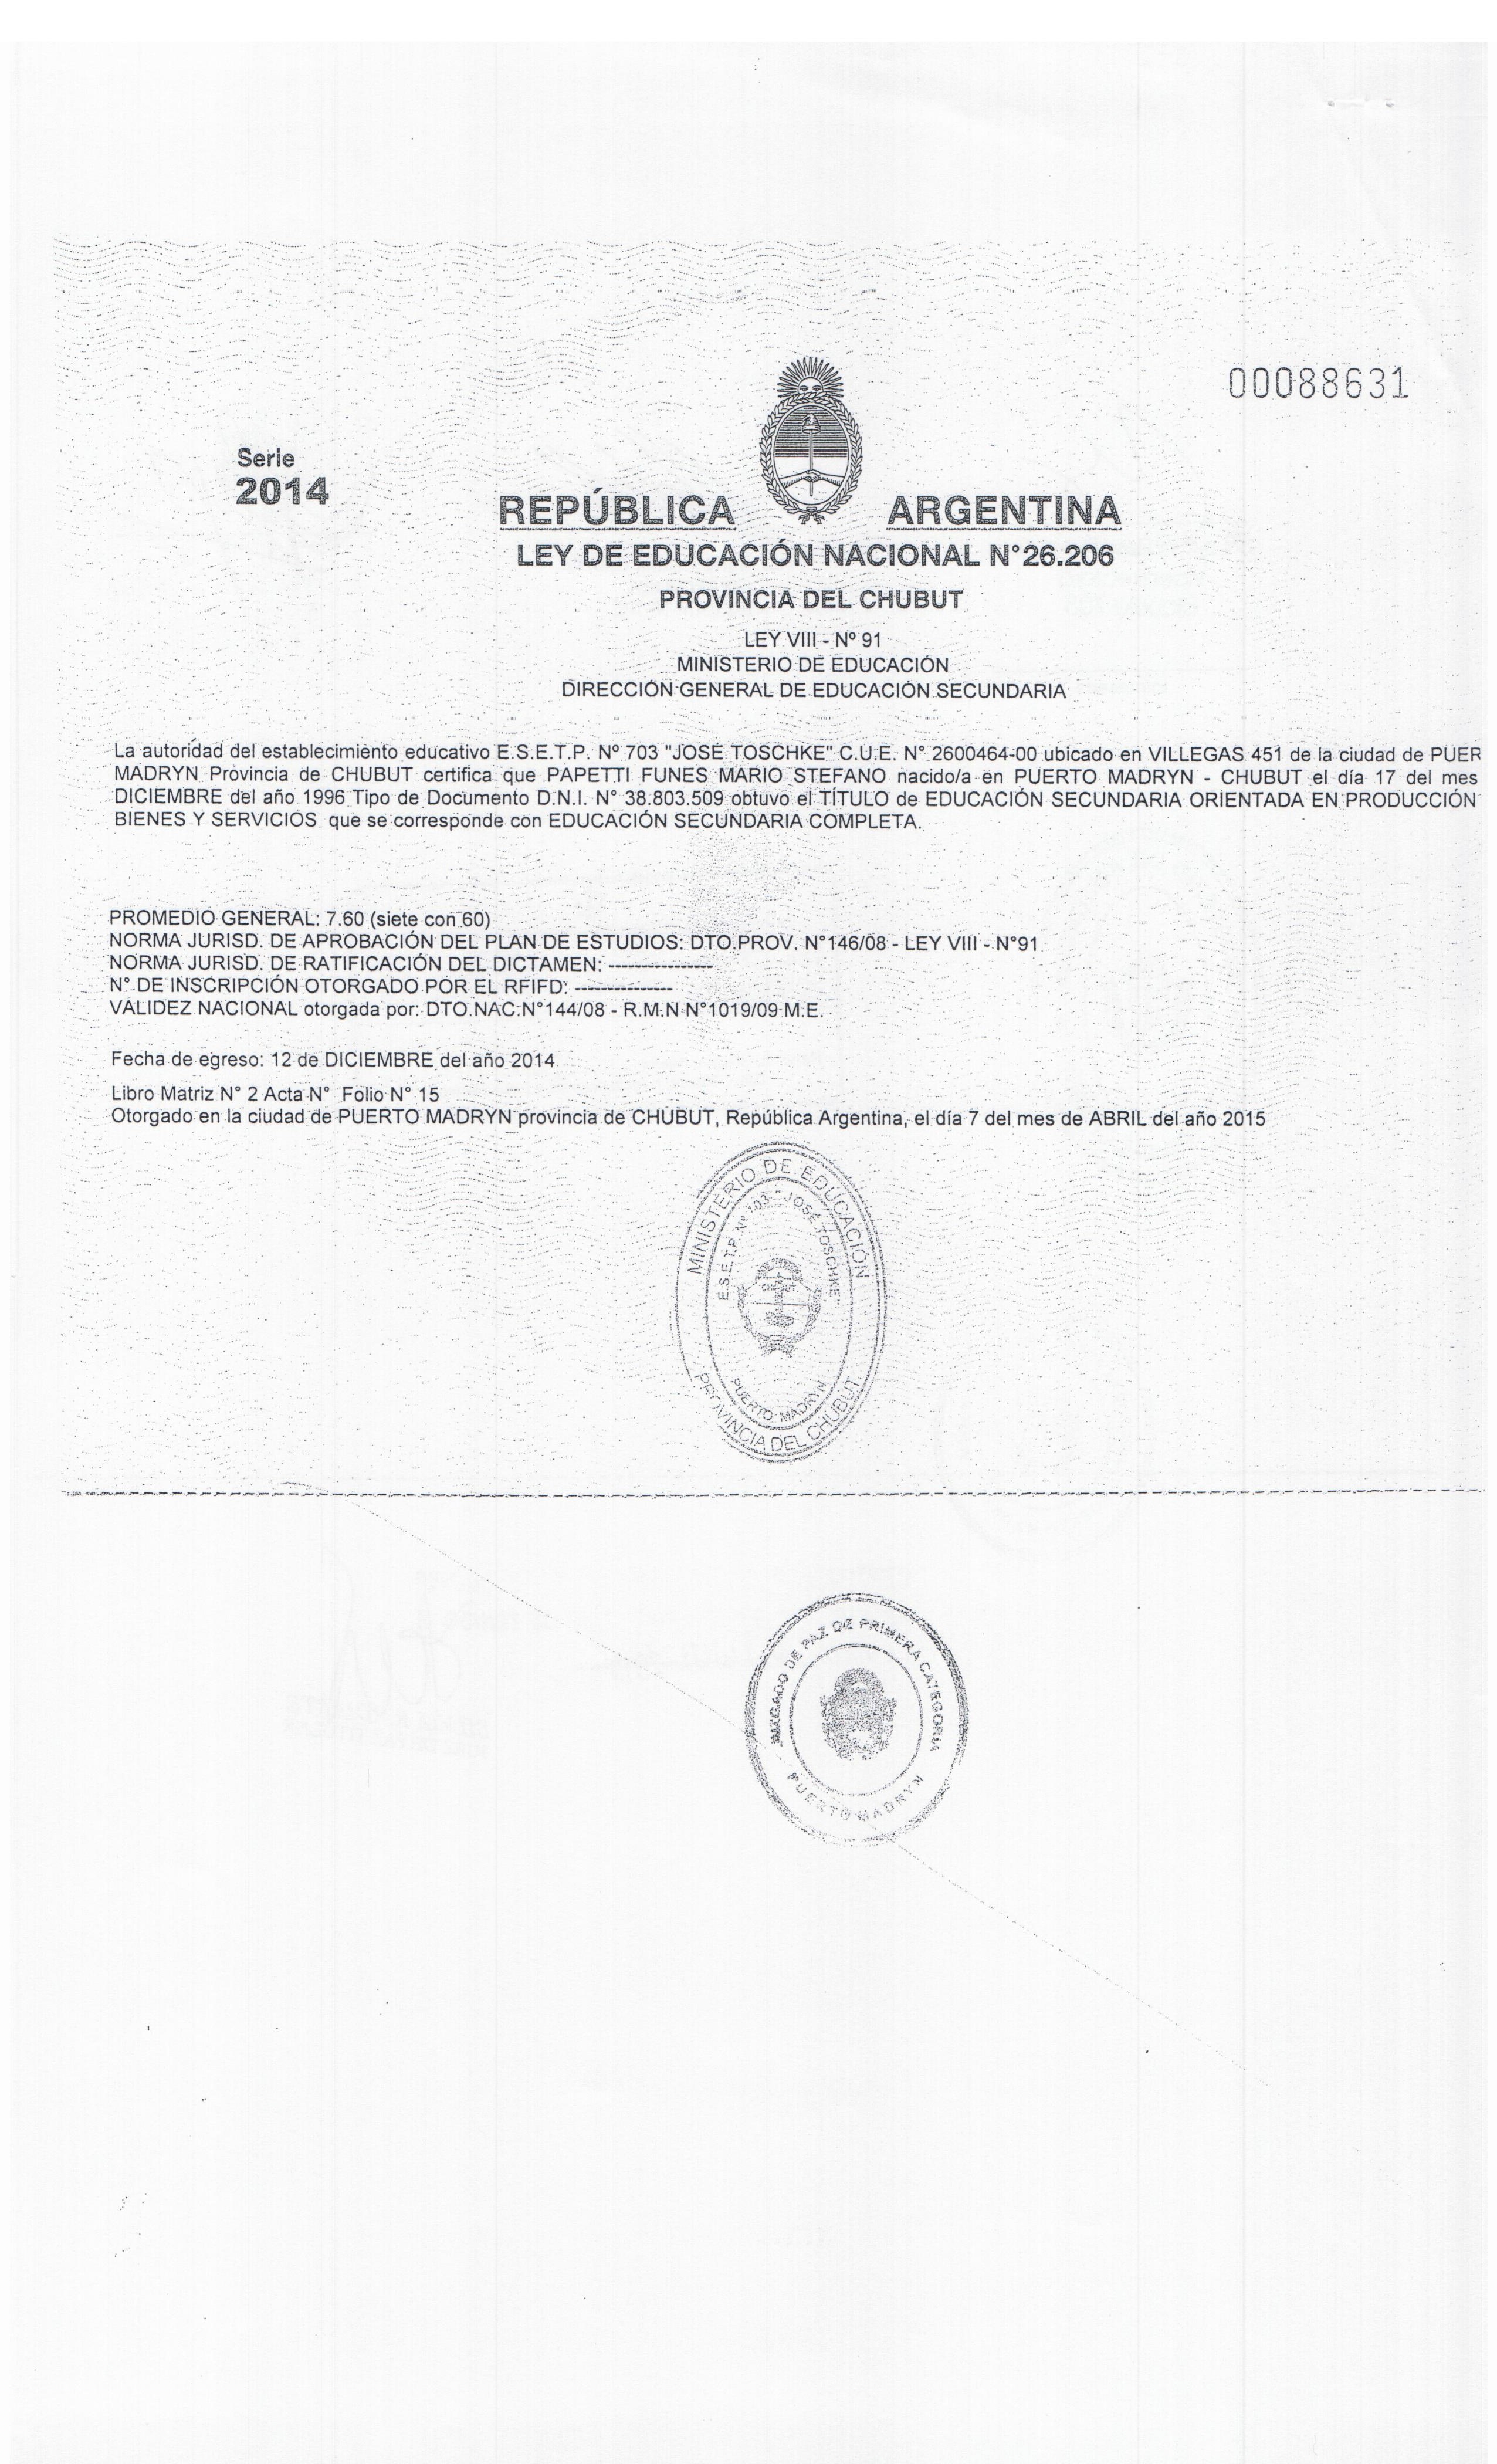 00088631
Serie
2014
REPÚBLICA ARGENTINA
LEY DE EDUCACIÓN NACIONAL N°26.206
PROVINCIA DEL CHUBUT
LEY VIII - Nº 91
MINISTERIO DE EDUCACIÓN
DIRECCIÓN GENERAL DE EDUCACIÓN SECUNDARIA
La autoridad del establecimiento educativo E.S.E.T.P. Nº 703 "JOSÉ TOSCHKE" C.U.E. N° 2600464-00 ubicado en VILLEGAS 451 de la ciudad de PUER
MADRYN Provincia de CHUBUT certifica que PAPETTI FUNES MARIO STEFANO nacido/a en PUERTO MADRYN - CHUBUT el día 17 del mes
DICIEMBRE del año 1996 Tipo de Documento D.N.I. N° 38.803.509 obtuvo el TÍTULO de EDUCACIÓN SECUNDARIA ORIENTADA EN PRODUCCIÓN
BIENES Y SERVICIOS que se corresponde con EDUCACIÓN SECUNDARIA COMPLETA.
PROMEDIO GENERAL: 7.60 (siete con 60)
NORMA JURISD. DE APROBACIÓN DEL PLAN DE ESTUDIOS: DTO.PROV. N°146/08 - LEY VIII - N°91
NORMA JURISD. DE RATIFICACIÓN DEL DICTAMEN: ---------------
N° DE INSCRIPCIÓN OTORGADO POR EL RFIFD: --------------
VALIDEZ NACIONAL otorgada por: DTO.NAC.N°144/08 - R.M.N N°1019/09 M.E.
Fecha de egreso: 12 de DICIEMBRE del año 2014
Libro Matriz N° 2 Acta N° Folio N° 15
Otorgado en la ciudad de PUERTO MADRYN provincia de CHUBUT, República Argentina, el día 7 del mes de ABRIL del año 2015
MINISTERIO DE EDUCACIÓN
E.S.E.T.P. Nº 703 "JOSÉ TOSCHKE"
PUERTO MADRYN
PROVINCIA DEL CHUBUT
JUZGADO DE PAZ DE PRIMERA CATEGORIA
PUERTO MADRYN